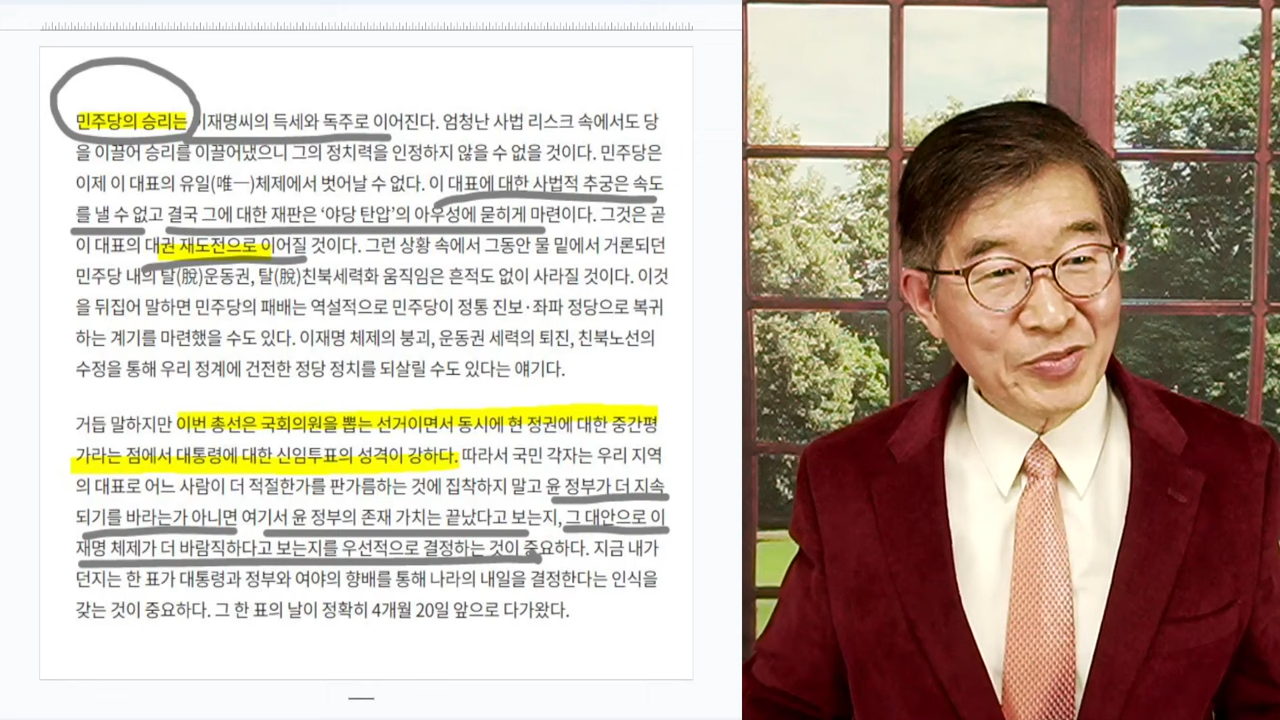 민주당의 승리는 이재명씨의 득세와 독주로 이어진다. 엄청난 사법 리스크 속에서도 당
을 이끌어 승리를 이끌어냈으니 그의 정치력을 인정하지 않을 수 없을 것이다. 민주당은
이제 이 대표의 유일(唯一)체제에서 벗어날 수 없다. 이 대표에 대한 사법적 추궁은 속도
를 낼 수 없고 결국 그에 대한 재판은 ‘야당 탄압’의 아우성에 묻히게 마련이다. 그것은 곧
이 대표의 대권 재도전으로 이어질 것이다. 그런 상황 속에서 그동안 물 밑에서 거론되던
민주당 내의 탈(脫)운동권, 탈(脫)친북세력화 움직임은 흔적도 없이 사라질 것이다. 이것
을 뒤집어 말하면 민주당의 패배는 역설적으로 민주당이 정통 진보·좌파 정당으로 복귀
하는 계기를 마련했을 수도 있다. 이재명 체제의 붕괴, 운동권 세력의 퇴진, 친북노선의
수정을 통해 우리 정계에 건전한 정당 정치를 되살릴 수도 있다는 얘기다.
거듭 말하지만 이번 총선은 국회의원을 뽑는 선거이면서 동시에 현 정권에 대한 중간평
가라는 점에서 대통령에 대한 신임투표의 성격이 강하다. 따라서 국민 각자는 우리 지역
의 대표로 어느 사람이 더 적절한가를 판가름하는 것에 집착하지 말고 윤 정부가 더 지속
되기를 바라는가 아니면 여기서 윤 정부의 존재 가치는 끝났다고 보는지, 그 대안으로 이
재명 체제가 더 바람직하다고 보는지를 우선적으로 결정하는 것이 중요하다. 지금 내가
던지는 한 표가 대통령과 정부와 여야의 향배를 통해 나라의 내일을 결정한다는 인식을
갖는 것이 중요하다. 그 한 표의 날이 정확히 4개월 20일 앞으로 다가왔다.